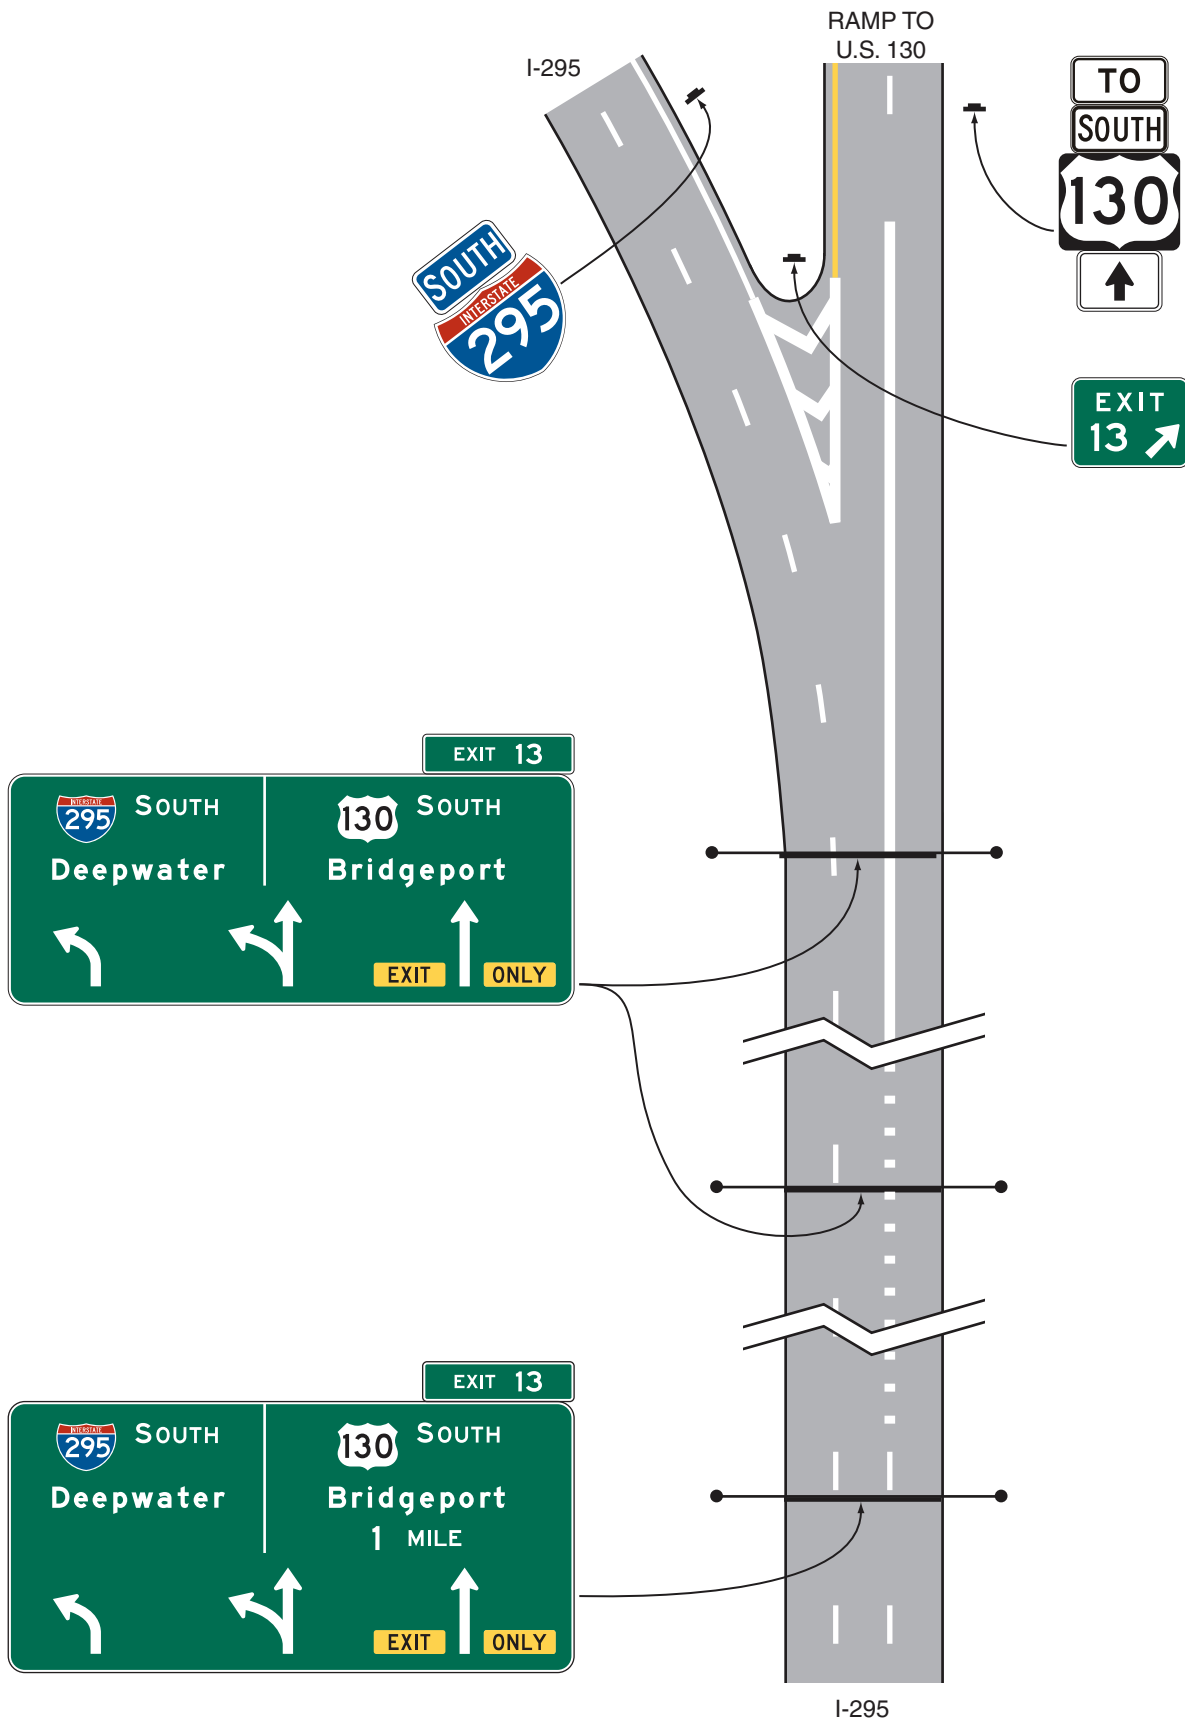 RAMP TO
U.S. 130
I-295
TO
SOUTH
130
SOUTH
INTERSTATE
295
EXIT
13
EXIT 13
INTERSTATE
295 SOUTH
Deepwater
130 SOUTH
Bridgeport
EXIT ONLY
EXIT 13
INTERSTATE
295 SOUTH
Deepwater
130 SOUTH
Bridgeport
1 MILE
EXIT ONLY
I-295